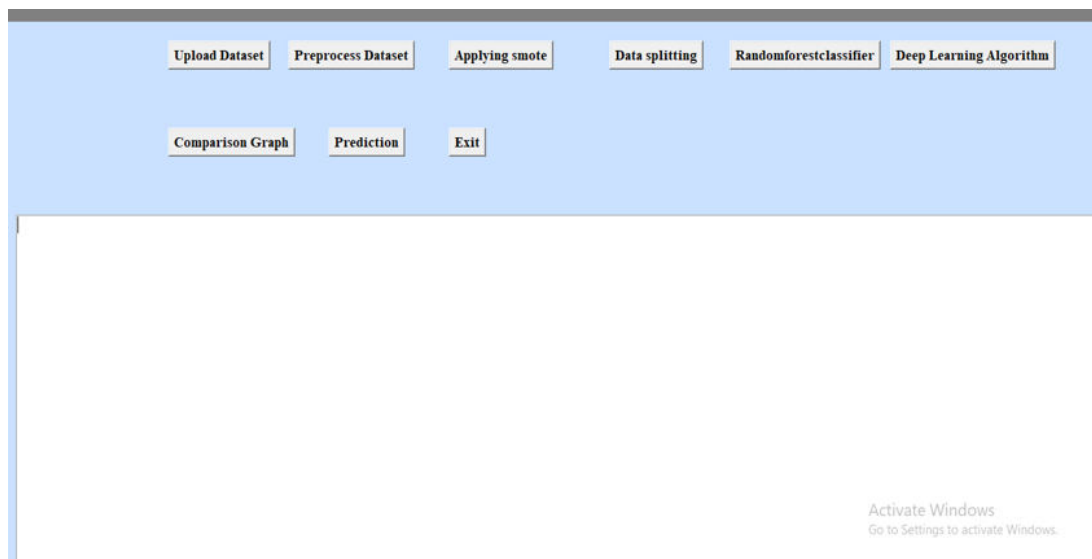 Upload Dataset Preprocess Dataset Applying smote Data splitting Randomforestclassifier Deep Learning Algorithm
Comparison Graph Prediction Exit
Activate Windows
Go to Settings to activate Windows.